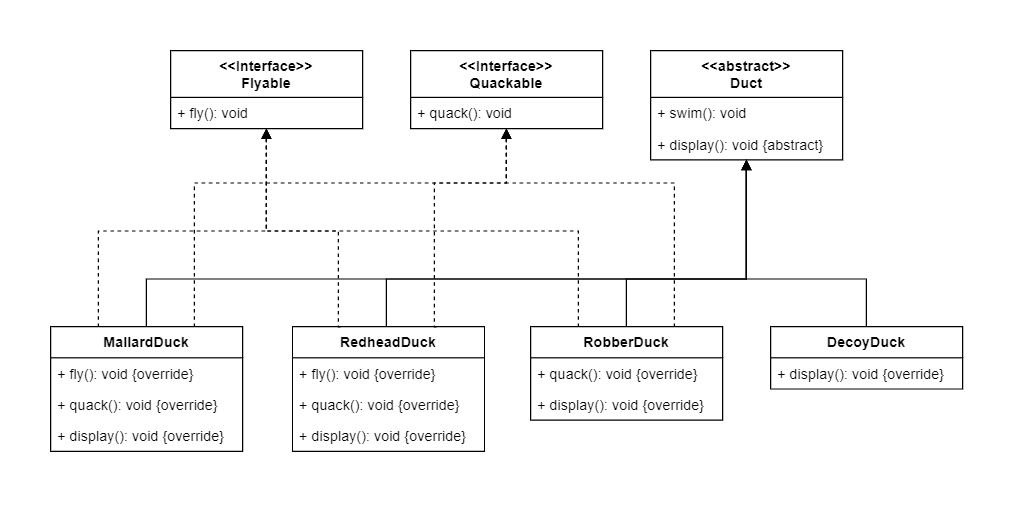 <<Interface>>
Flyable
+ fly(): void
<<Interface>>
Quackable
+ quack(): void
<<abstract>>
Duct
+ swim(): void
+ display(): void {abstract}
MallardDuck
+ fly(): void {override}
+ quack(): void {override}
+ display(): void {override}
RedheadDuck
+ fly(): void {override}
+ quack(): void {override}
+ display(): void {override}
RobberDuck
+ quack(): void {override}
+ display(): void {override}
DecoyDuck
+ display(): void {override}